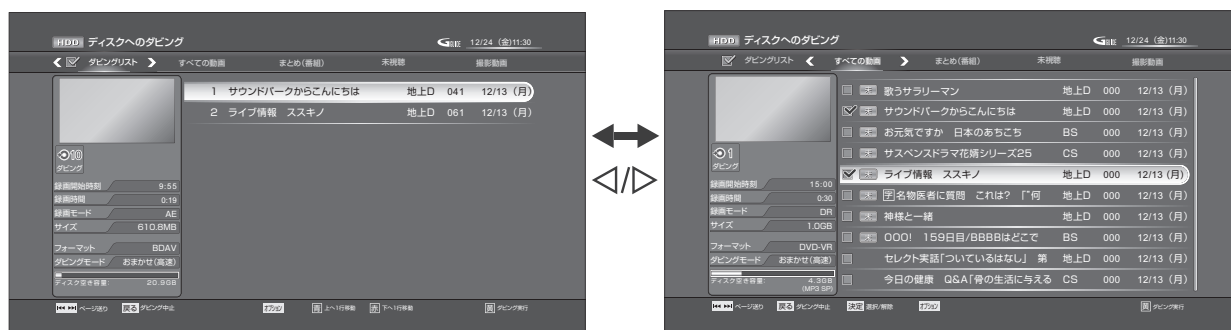 HDD ディスクへのダビング
GガイドE 12/24 (金)11:30
ダビングリスト すべての動画 まとめ(番組) 未視聴 撮影動画
1 サウンドパークからこんにちは 地上D 041 12/13(月)
2 ライブ情報 ススキノ 地上D 061 12/13(月)
10
ダビング
録画開始時刻 9:55
録画時間 0:19
録画モード AE
サイズ 610.8MB
フォーマット BDAV
ダビングモード おまかせ(高速)
ディスク空き容量: 20.9GB
ページ送り 戻る ダビング中止 オプション 青 上へ1行移動 赤 下へ1行移動 黄 ダビング実行
HDD ディスクへのダビング
12/24 (金)11:30
ダビングリスト すべての動画 まとめ(番組) 未視聴 撮影動画
未 歌うサラリーマン 地上D 000 12/13(月)
未 サウンドパークからこんにちは 地上D 000 12/13(月)
未 お元気ですか 日本のあちこち BS 000 12/13(月)
未 サスペンスドラマ花婿シリーズ25 CS 000 12/13(月)
未 ライブ情報 ススキノ 地上D 000 12/13(月)
未 字名物医者に質問 これは? 「"何 地上D 000 12/13(月)
未 神様と一緒 地上D 000 12/13(月)
未 OOO! 159日目/BBBBはどこで BS 000 12/13(月)
セレクト実話「ついているはなし」 第 地上D 000 12/13(月)
今日の健康 Q&A「骨の生活に与える CS 000 12/13(月)
1
ダビング
録画開始時刻 15:00
録画時間 0:30
録画モード DR
サイズ 1.0GB
フォーマット DVD-VR
ダビングモード おまかせ(高速)
ディスク空き容量: 4.3GB
(MP3 SP)
ページ送り 戻る ダビング中止 決定 選択/解除 オプション 黄 ダビング実行